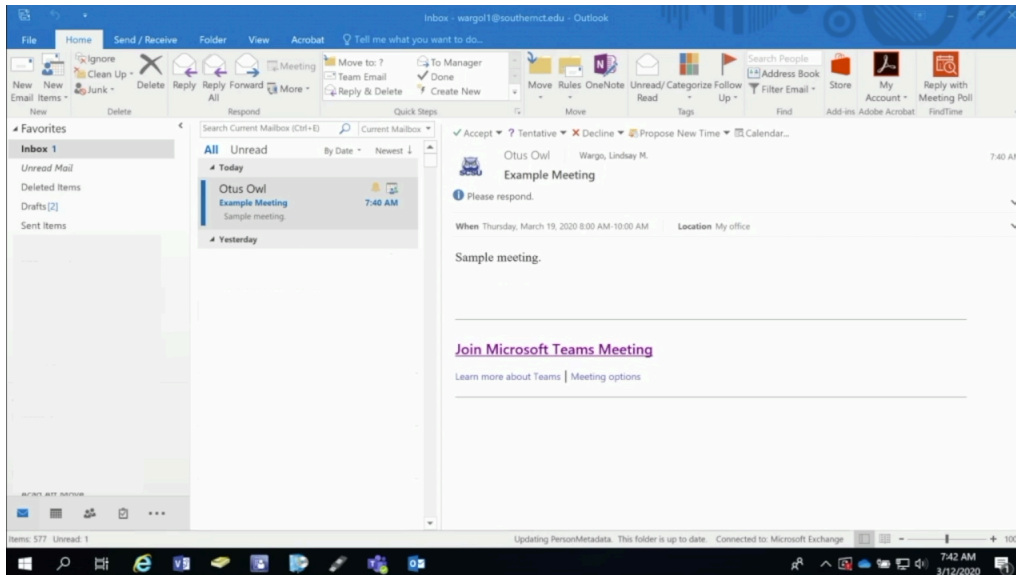 Inbox - wargol1@southernct.edu - Outlook
File Home Send / Receive Folder View Acrobat Tell me what you want to do...
New Email
New Items
Ignore
Clean Up
Junk
Delete
Reply
Reply All
Forward
Meeting
More
Move to: ?
Team Email
Reply & Delete
To Manager
Done
Create New
Move
Rules
OneNote
Unread/ Read
Categorize
Follow Up
Search People
Address Book
Filter Email
Store
My Account
Reply with Meeting Poll
New Delete Respond Quick Steps Move Tags Find Add-ins Adobe Acrobat FindTime
Favorites
Inbox 1
Unread Mail
Deleted Items
Drafts [2]
Sent Items
Search Current Mailbox (Ctrl+E) Current Mailbox
All Unread By Date Newest ↓
Today
Otus Owl
Example Meeting 7:40 AM
Sample meeting.
Yesterday
Accept ? Tentative Decline Propose New Time Calendar...
SCSU
Otus Owl Wargo, Lindsay M. 7:40 AM
Example Meeting
Please respond.
When Thursday, March 19, 2020 8:00 AM-10:00 AM Location My office
Sample meeting.
Join Microsoft Teams Meeting
Learn more about Teams | Meeting options
Items: 577 Unread: 1 Updating PersonMetadata. This folder is up to date. Connected to: Microsoft Exchange
7:42 AM
3/12/2020